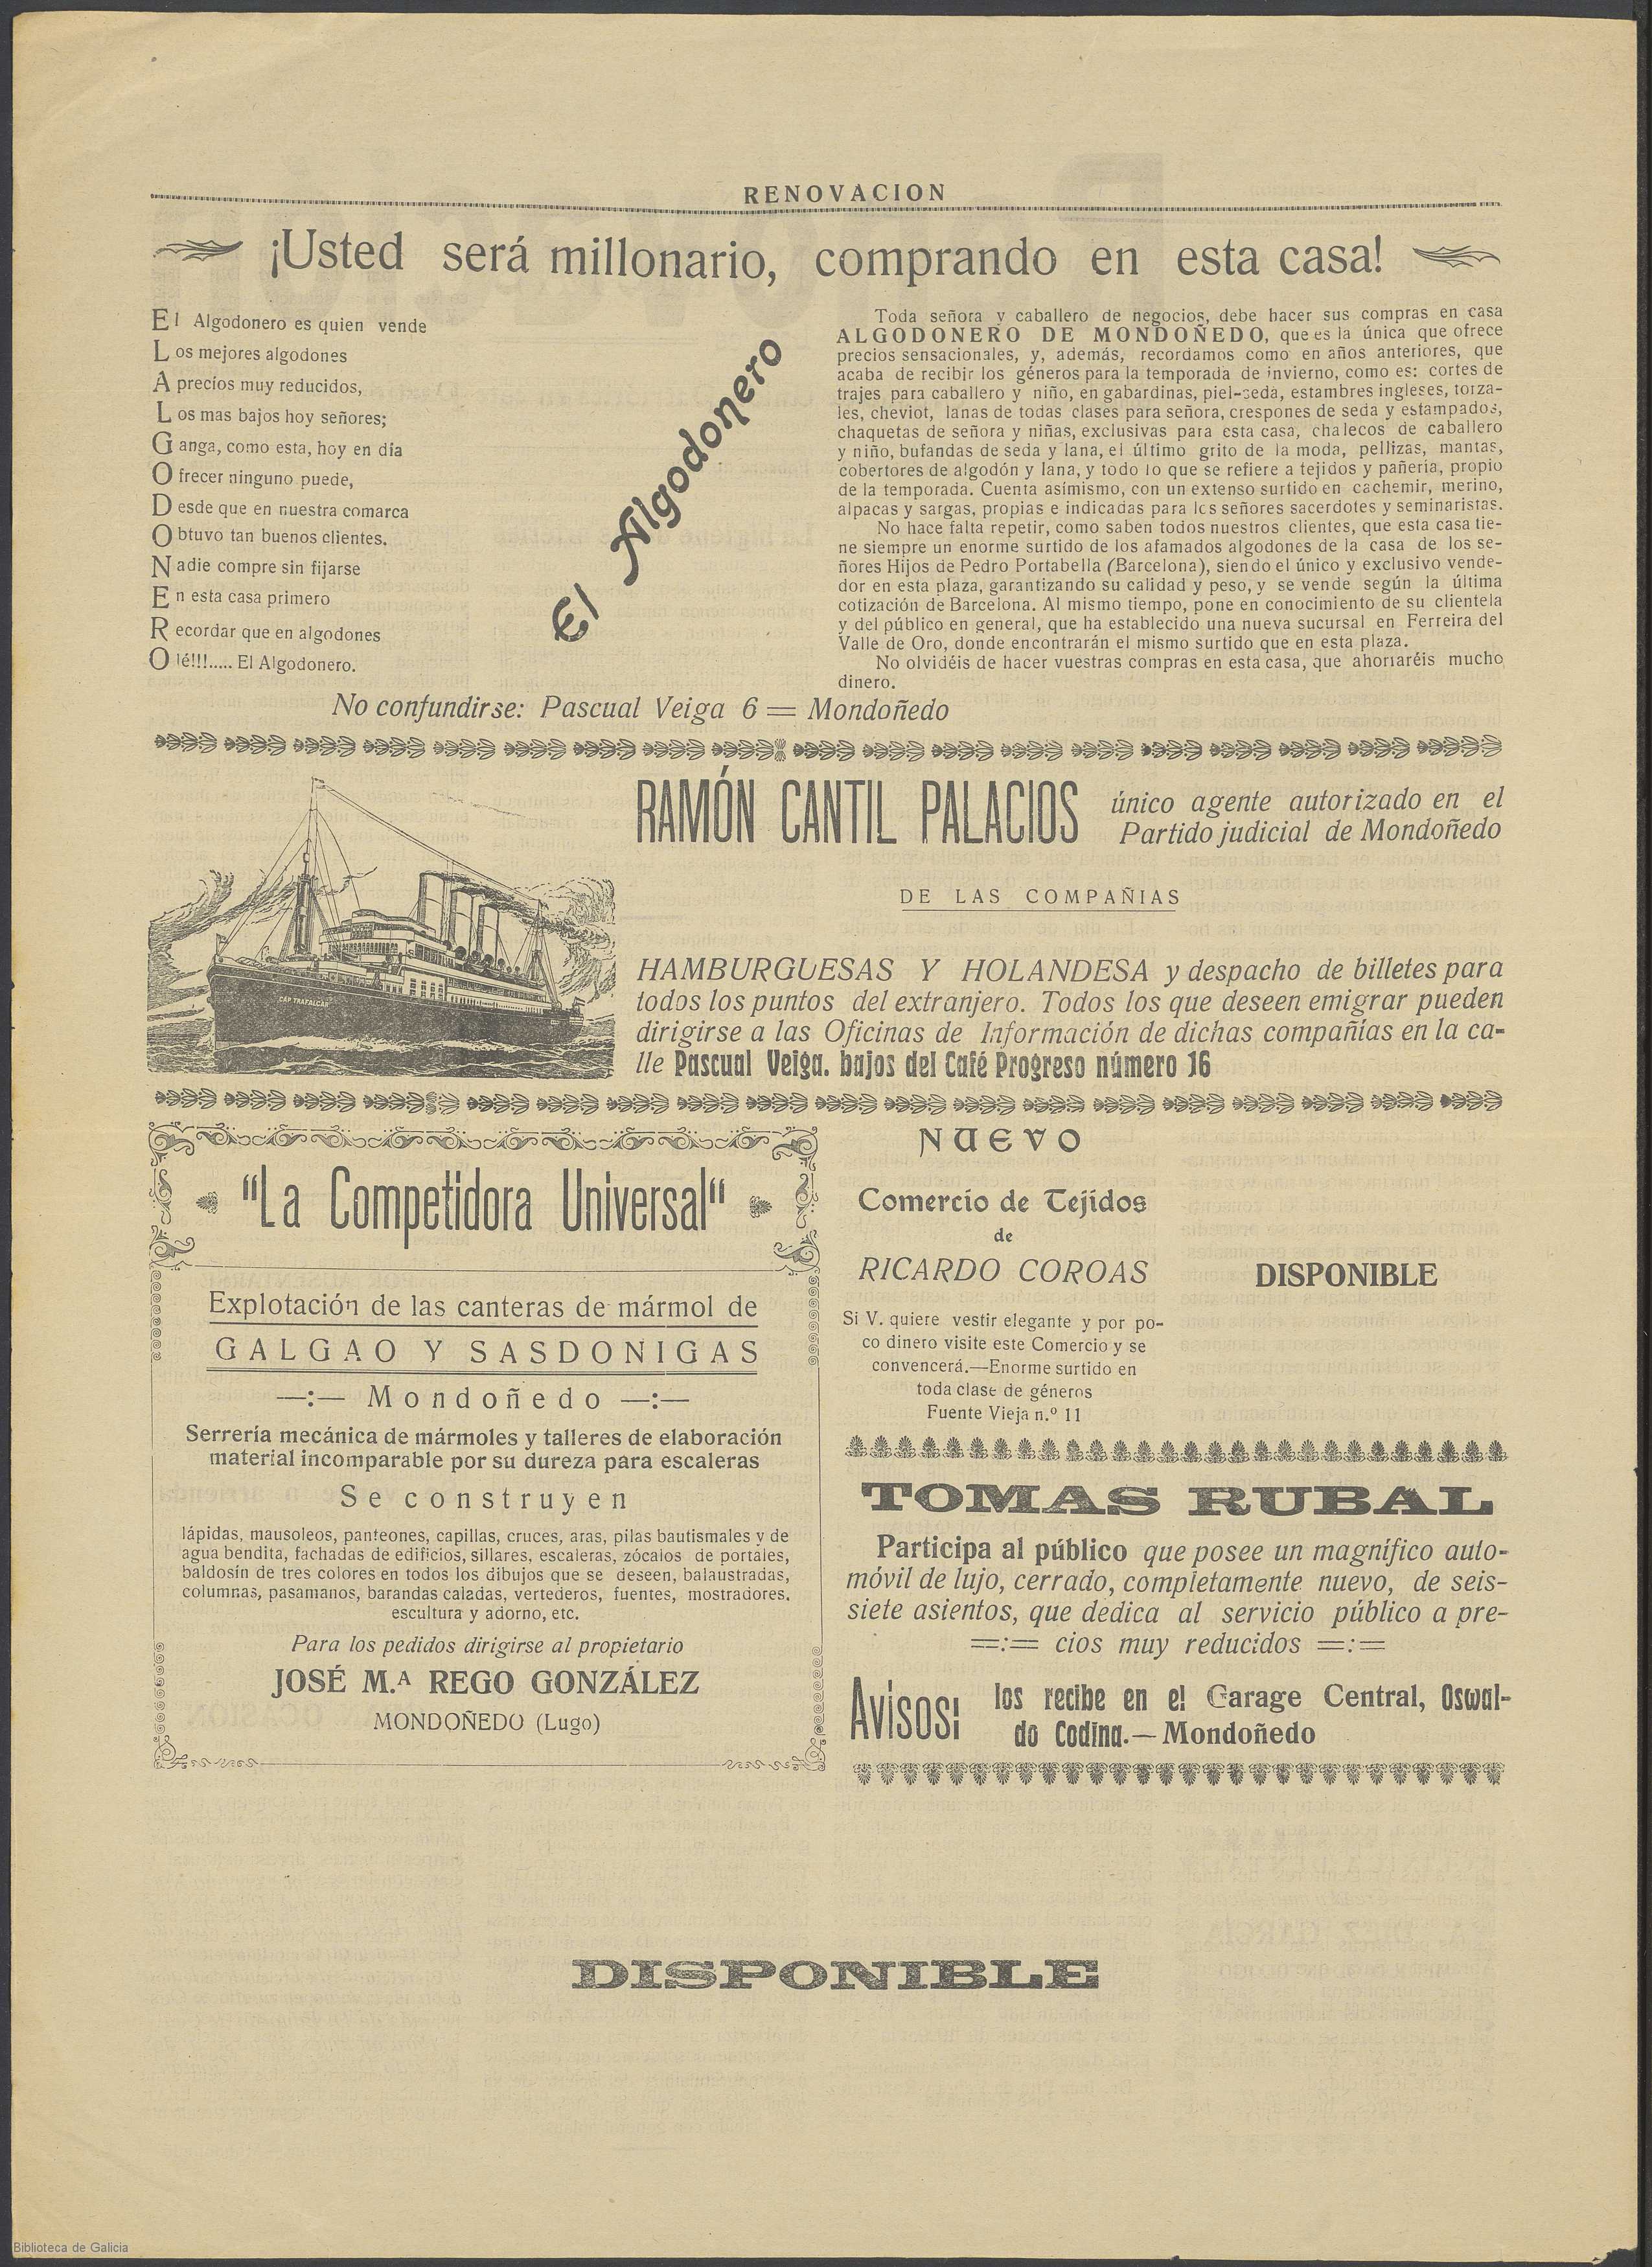 RENOVACION
¡Usted será millonario, comprando en esta casa!
El Algodonero es quien vende
Los mejores algodones
A precios muy reducidos,
Los mas bajos hoy señores;
Ganga, como esta, hoy en día
Ofrecer ninguno puede,
Desde que en nuestra comarca
Obtuvo tan buenos clientes.
Nadie compre sin fijarse
En esta casa primero
Recordar que en algodones
Olé!!!..... El Algodonero.
El Algodonero
Toda señora y caballero de negocios, debe hacer sus compras en casa
ALGODONERO DE MONDOÑEDO, que es la única que ofrece
precios sensacionales, y, además, recordamos como en años anteriores, que
acaba de recibir los géneros para la temporada de invierno, como es: cortes de
trajes para caballero y niño, en gabardinas, piel-seda, estambres ingleses, torza-
les, cheviot, lanas de todas clases para señora, crespones de seda y estampados,
chaquetas de señora y niñas, exclusivas para esta casa, chalecos de caballero
y niño, bufandas de seda y lana, el último grito de la moda, pellizas, mantas,
cobertores de algodón y lana, y todo lo que se refiere a tejidos y pañería, propio
de la temporada. Cuenta asímismo, con un extenso surtido en cachemir, merino,
alpacas y sargas, propias e indicadas para los señores sacerdotes y seminaristas.
No hace falta repetir, como saben todos nuestros clientes, que esta casa tie-
ne siempre un enorme surtido de los afamados algodones de la casa de los se-
ñores Hijos de Pedro Portabella (Barcelona), siendo el único y exclusivo vende-
dor en esta plaza, garantizando su calidad y peso, y se vende según la última
cotización de Barcelona. Al mismo tiempo, pone en conocimiento de su clientela
y del público en general, que ha establecido una nueva sucursal en Ferreira del
Valle de Oro, donde encontrarán el mismo surtido que en esta plaza.
No olvidéis de hacer vuestras compras en esta casa, que ahorraréis mucho
dinero.
No confundirse: Pascual Veiga 6 = Mondoñedo
RAMÓN CANTIL PALACIOS
único agente autorizado en el
Partido judicial de Mondoñedo
DE LAS COMPAÑIAS
CAP TRAFALGAR
HAMBURGUESAS Y HOLANDESA y despacho de billetes para
todos los puntos del extranjero. Todos los que deseen emigrar pueden
dirigirse a las Oficinas de Información de dichas compañías en la ca-
lle Pascual Veiga. bajos del Café Progreso número 16
"La Competidora Universal"
Explotación de las canteras de mármol de
GALGAO Y SASDONIGAS
—:— Mondoñedo —:—
Serrería mecánica de mármoles y talleres de elaboración
material incomparable por su dureza para escaleras
Se construyen
lápidas, mausoleos, panteones, capillas, cruces, aras, pilas bautismales y de
agua bendita, fachadas de edificios, sillares, escaleras, zócalos de portales,
baldosín de tres colores en todos los dibujos que se deseen, balaustradas,
columnas, pasamanos, barandas caladas, vertederos, fuentes, mostradores,
escultura y adorno, etc.
Para los pedidos dirigirse al propietario
JOSÉ M.ª REGO GONZÁLEZ
MONDOÑEDO (Lugo)
NUEVO
Comercio de Tejidos
de
RICARDO COROAS
Si V. quiere vestir elegante y por po-
co dinero visite este Comercio y se
convencerá.—Enorme surtido en
toda clase de géneros
Fuente Vieja n.º 11
DISPONIBLE
TOMAS RUBAL
Participa al público que posee un magnífico auto-
móvil de lujo, cerrado, completamente nuevo, de seis-
siete asientos, que dedica al servicio público a pre-
=:= cios muy reducidos =:=
Avisos: los recibe en el Garage Central, Oswal-
do Codina.—Mondoñedo
DISPONIBLE
Biblioteca de Galicia